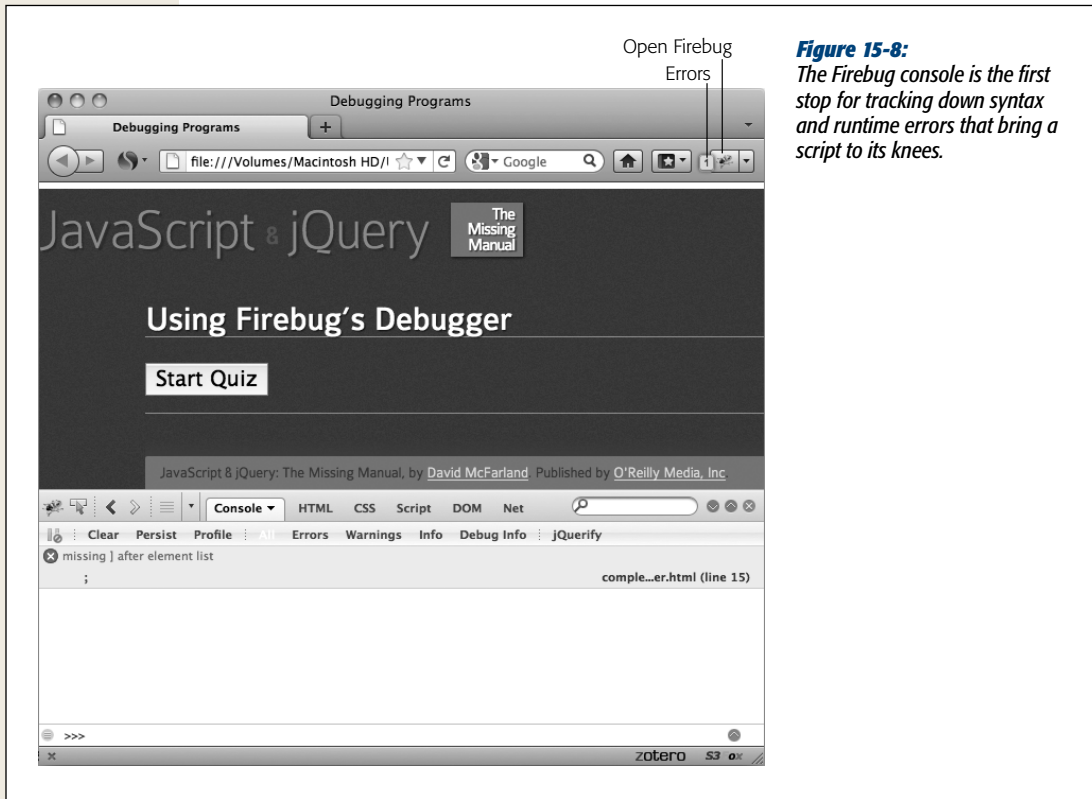 Open Firebug
Errors
Figure 15-8:
The Firebug console is the first
stop for tracking down syntax
and runtime errors that bring a
script to its knees.
Debugging Programs
Debugging Programs
file:///Volumes/Macintosh HD/
Google
1
JavaScript & jQuery
The
Missing
Manual
Using Firebug's Debugger
Start Quiz
JavaScript & jQuery: The Missing Manual, by David McFarland Published by O'Reilly Media, Inc
Console HTML CSS Script DOM Net
Clear Persist Profile All Errors Warnings Info Debug Info jQuerify
missing ] after element list
; comple...er.html (line 15)
>>>
zotero S3 ox